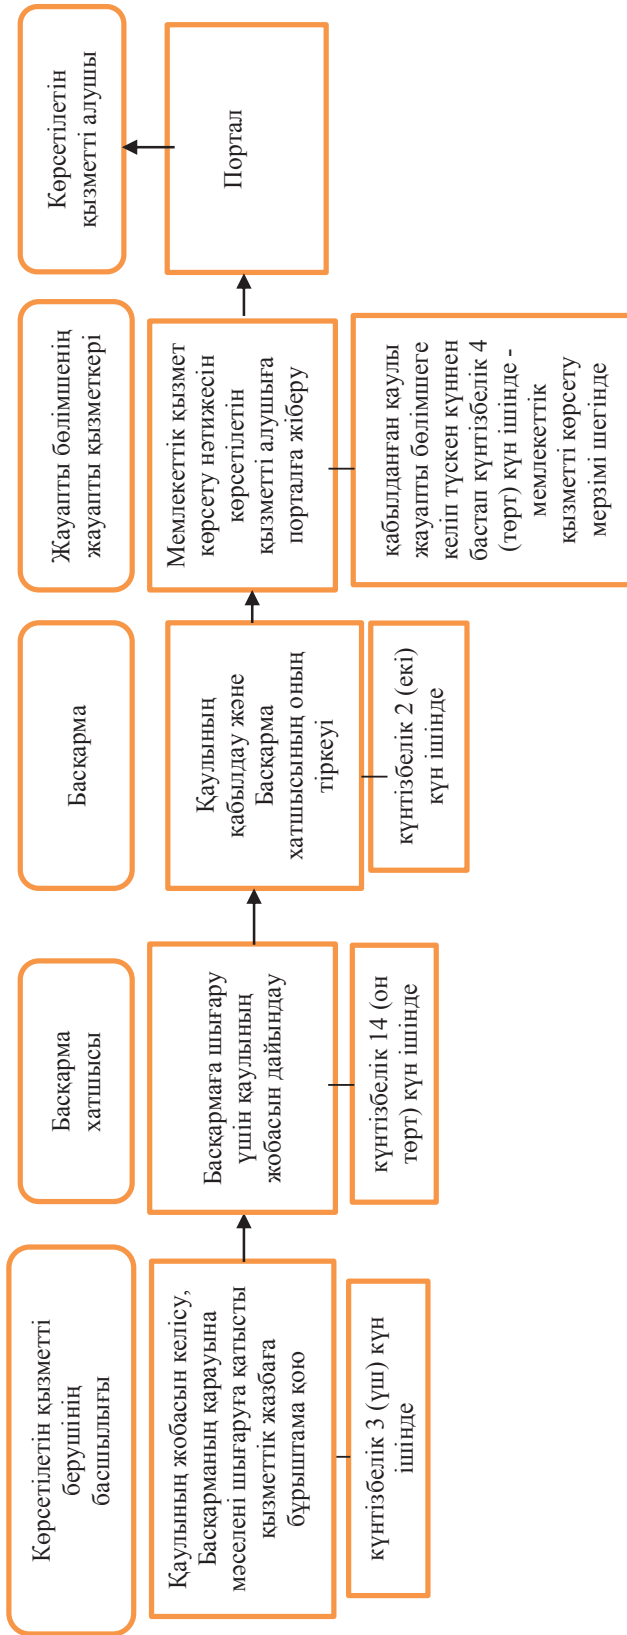 Көрсетілетін қызметті
берушінің
басшылығы
Басқарма
хатшысы
Басқарма
Жауапты бөлімшенің
жауапты қызметкері
Көрсетілетін
қызметті алушы
Қаулының жобасын келісу,
Басқарманың қарауына
мәселені шығаруға қатысты
қызметтік жазбаға
бұрыштама қою
Басқармаға шығару
үшін қаулының
жобасын дайындау
Қаулының
қабылдау және
Басқарма
хатшысының оның
тіркеуі
Мемлекеттік қызмет
көрсету нәтижесін
көрсетілетін
қызметті алушыға
порталға жіберу
Портал
күнтізбелік 3 (үш) күн
ішінде
күнтізбелік 14 (он
төрт) күн ішінде
күнтізбелік 2 (екі)
күн ішінде
қабылданған қаулы
жауапты бөлімшеге
келіп түскен күннен
бастап күнтізбелік 4
(төрт) күн ішінде -
мемлекеттік
қызметті көрсету
мерзімі шегінде